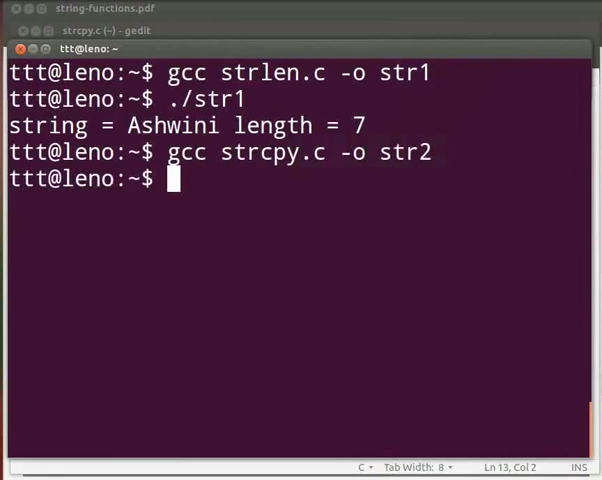 string-functions.pdf
strcpy.c (~) - gedit
ttt@leno: ~
ttt@leno:~$ gcc strlen.c -o str1
ttt@leno:~$ ./str1
string = Ashwini length = 7
ttt@leno:~$ gcc strcpy.c -o str2
ttt@leno:~$
C Tab Width: 8 Ln 13, Col 2 INS